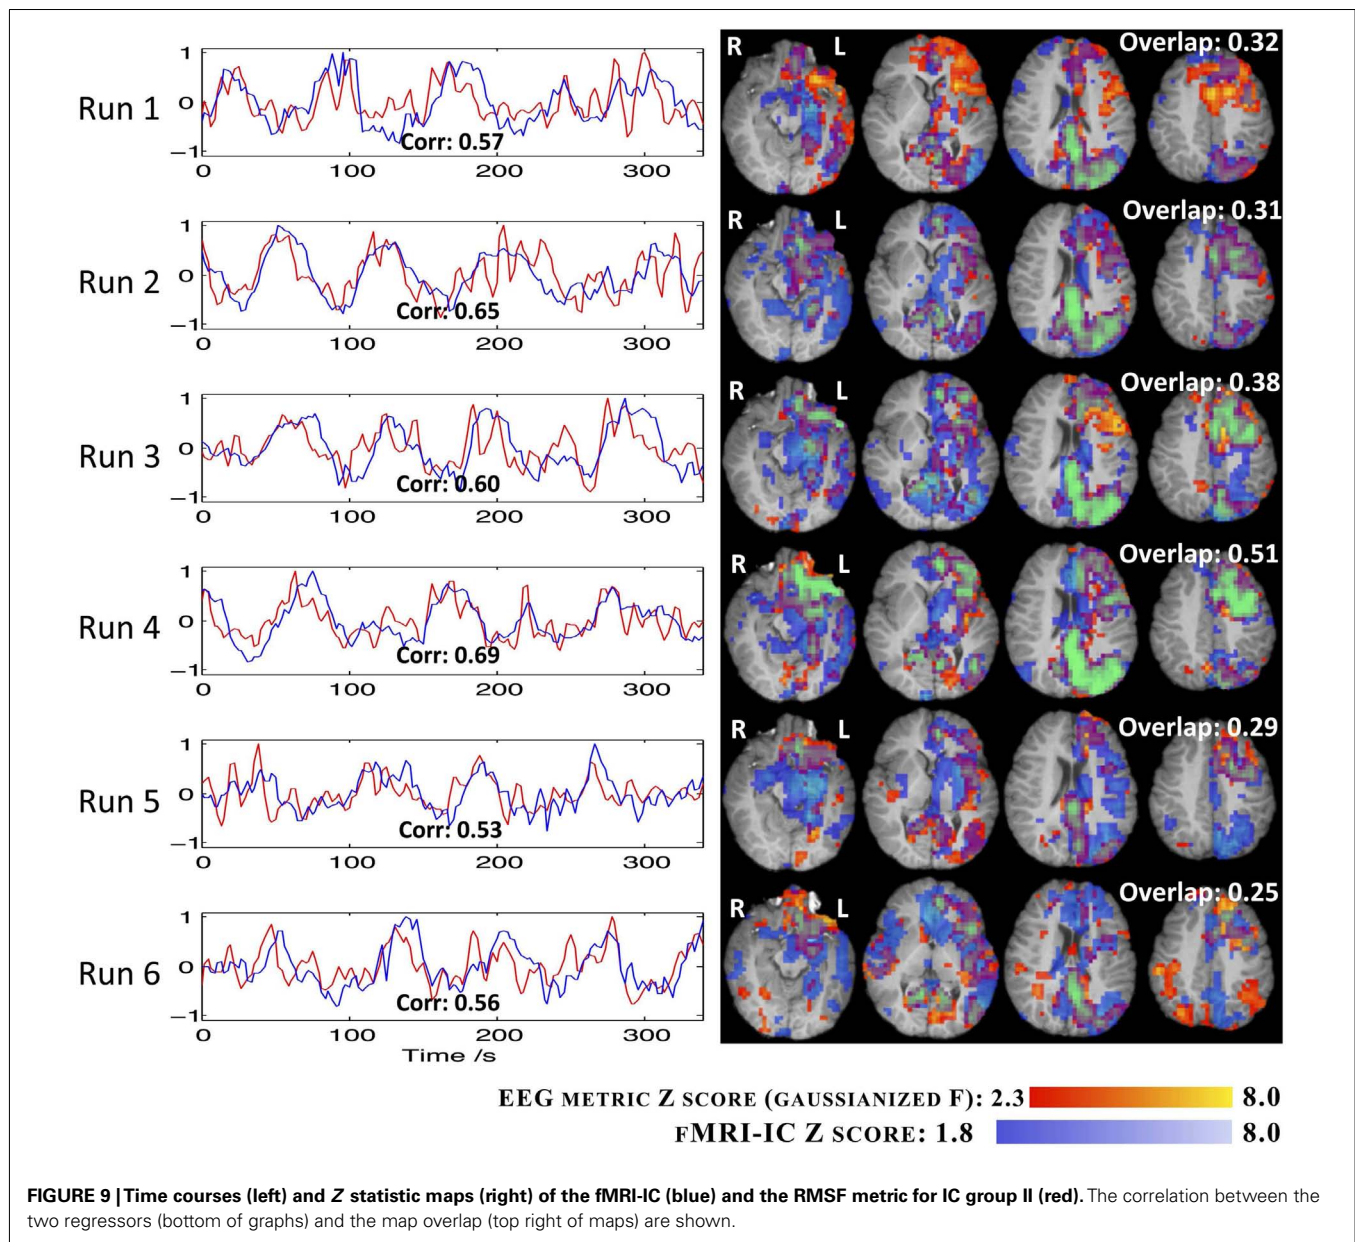 Run 1
1
0
−1
Corr: 0.57
0 100 200 300
R L
Overlap: 0.32
Run 2
1
0
−1
Corr: 0.65
0 100 200 300
R L
Overlap: 0.31
Run 3
1
0
−1
Corr: 0.60
0 100 200 300
R L
Overlap: 0.38
Run 4
1
0
−1
Corr: 0.69
0 100 200 300
R L
Overlap: 0.51
Run 5
1
0
−1
Corr: 0.53
0 100 200 300
R L
Overlap: 0.29
Run 6
1
0
−1
Corr: 0.56
0 100 200 300
Time /s
R L
Overlap: 0.25
EEG METRIC Z SCORE (GAUSSIANIZED F): 2.3 8.0
FMRI-IC Z SCORE: 1.8 8.0
FIGURE 9 | Time courses (left) and Z statistic maps (right) of the fMRI-IC (blue) and the RMSF metric for IC group II (red). The correlation between the
two regressors (bottom of graphs) and the map overlap (top right of maps) are shown.